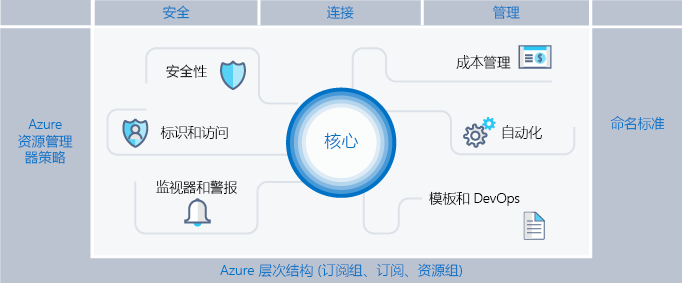 安全
连接
管理
Azure
资源管理
器策略
安全性
标识和访问
监视器和警报
核心
成本管理
自动化
模板和 DevOps
命名标准
Azure 层次结构 (订阅组、订阅、资源组)